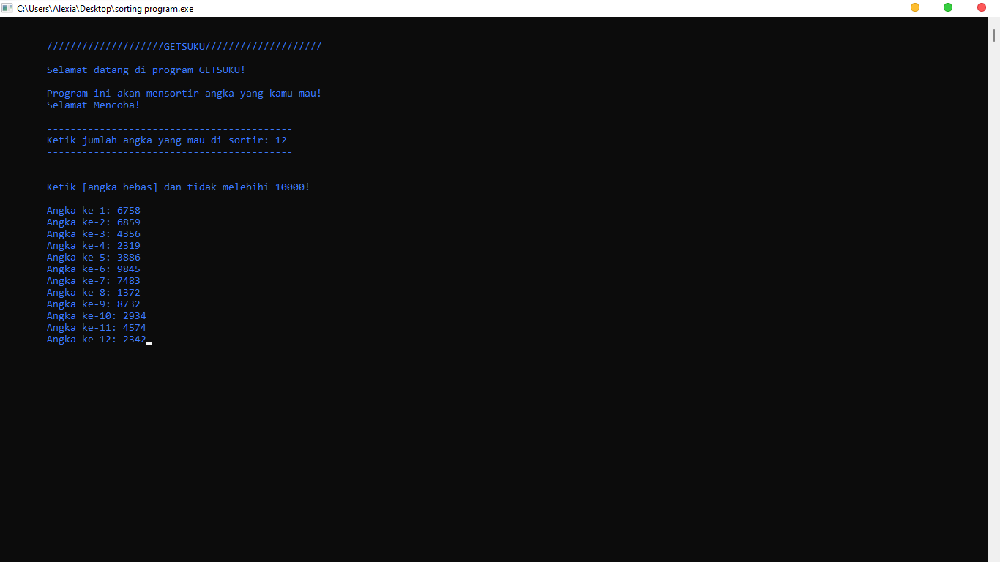 C:\Users\Alexia\Desktop\sorting program.exe
////////////////////GETSUKU////////////////////
Selamat datang di program GETSUKU!
Program ini akan mensortir angka yang kamu mau!
Selamat Mencoba!
------------------------------------------
Ketik jumlah angka yang mau di sortir: 12
------------------------------------------
------------------------------------------
Ketik [angka bebas] dan tidak melebihi 10000!
Angka ke-1: 6758
Angka ke-2: 6859
Angka ke-3: 4356
Angka ke-4: 2319
Angka ke-5: 3886
Angka ke-6: 9845
Angka ke-7: 7483
Angka ke-8: 1372
Angka ke-9: 8732
Angka ke-10: 2934
Angka ke-11: 4574
Angka ke-12: 2342